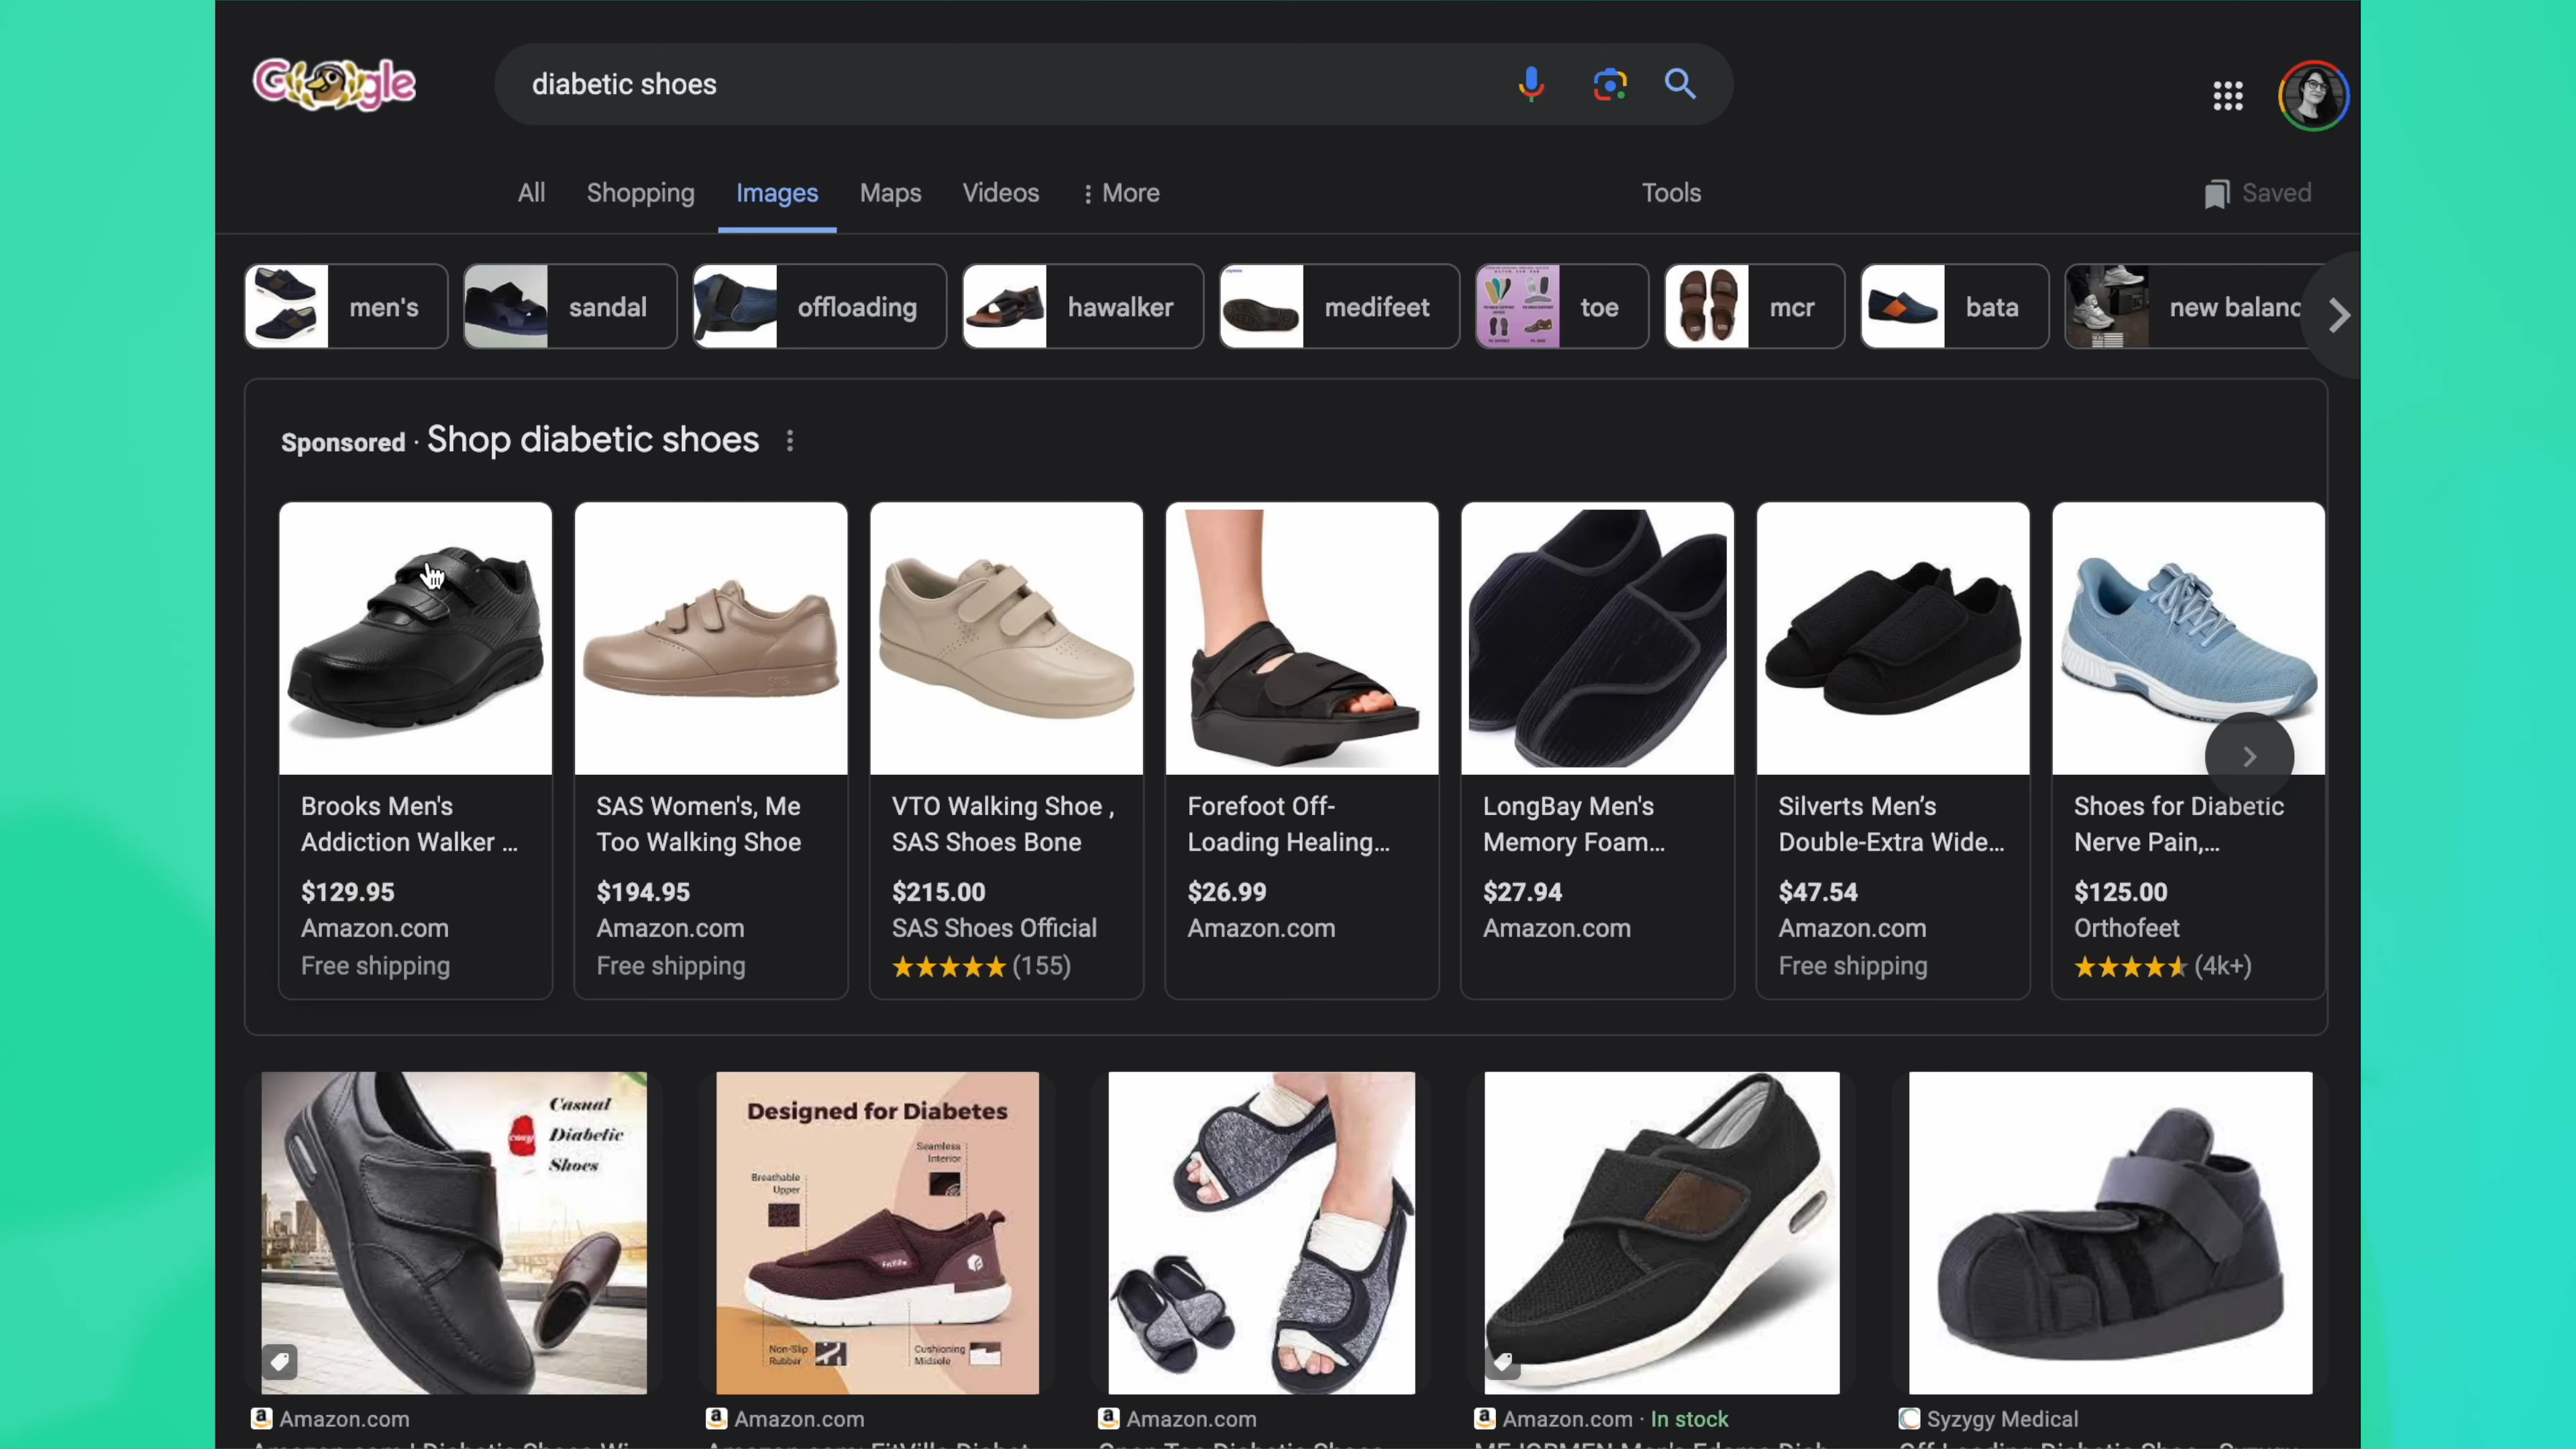 Google
diabetic shoes
All Shopping Images Maps Videos More
Tools
Saved
men's sandal offloading hawalker medifeet toe mcr bata new balanc
Sponsored · Shop diabetic shoes
Brooks Men's
Addiction Walker ...
$129.95
Amazon.com
Free shipping
SAS Women's, Me
Too Walking Shoe
$194.95
Amazon.com
Free shipping
VTO Walking Shoe ,
SAS Shoes Bone
$215.00
SAS Shoes Official
(155)
Forefoot Off-
Loading Healing...
$26.99
Amazon.com
LongBay Men's
Memory Foam...
$27.94
Amazon.com
Silverts Men’s
Double-Extra Wide...
$47.54
Amazon.com
Free shipping
Shoes for Diabetic
Nerve Pain,...
$125.00
Orthofeet
(4k+)
Casual
Diabetic
Shoes
Designed for Diabetes
Seamless
Interior
Breathable
Upper
Non-Slip
Rubber
Cushioning
Midsole
Amazon.com
Amazon.com
Amazon.com
Amazon.com · In stock
Syzygy Medical